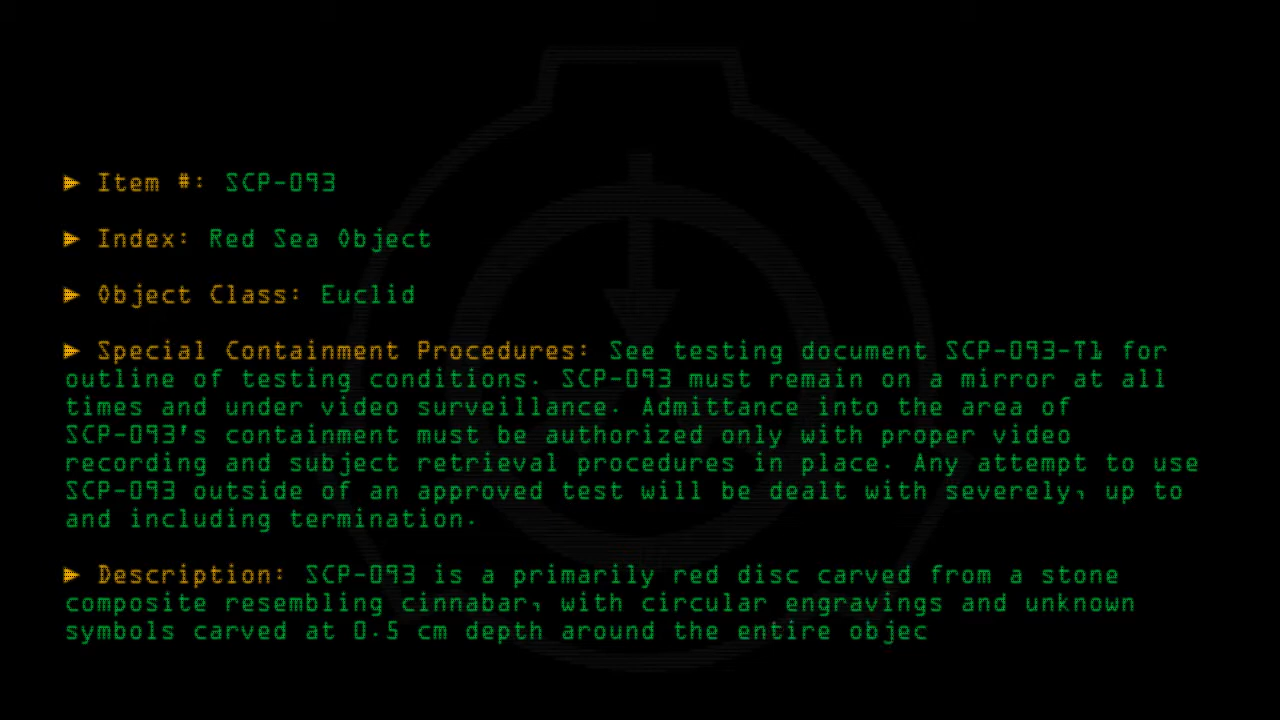 ► Item #: SCP-093
► Index: Red Sea Object
► Object Class: Euclid
► Special Containment Procedures: See testing document SCP-093-T1 for
outline of testing conditions. SCP-093 must remain on a mirror at all
times and under video surveillance. Admittance into the area of
SCP-093's containment must be authorized only with proper video
recording and subject retrieval procedures in place. Any attempt to use
SCP-093 outside of an approved test will be dealt with severely, up to
and including termination.
► Description: SCP-093 is a primarily red disc carved from a stone
composite resembling cinnabar, with circular engravings and unknown
symbols carved at 0.5 cm depth around the entire objec